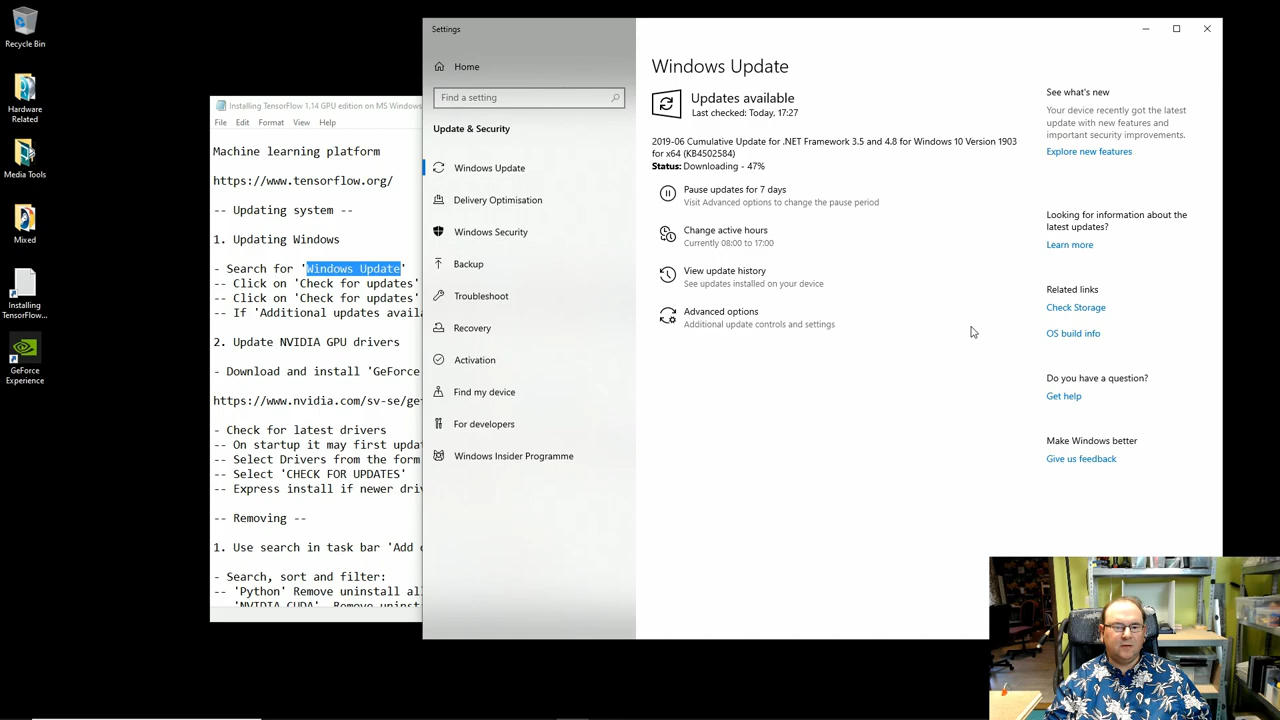 Recycle Bin
Hardware
Related
Media Tools
Mixed
Installing
TensorFlow...
GeForce
Experience
Installing TensorFlow 1,14 GPU edition on MS Windows
File Edit Format View Help
Machine learning platform
https://www.tensorflow.org/
-- Updating system --
1. Updating Windows
- Search for 'Windows Update'
-- Click on 'Check for updates'
-- Click on 'Check for updates'
-- If 'Additional updates avail
2. Update NVIDIA GPU drivers
- Download and install 'GeForce
https://www.nvidia.com/sv-se/ge
- Check for latest drivers
-- On startup it may first updat
-- Select Drivers from the form
-- Select 'CHECK FOR UPDATES'
-- Express install if newer driv
-- Removing --
1. Use search in task bar 'Add
- Search, sort and filter:
-- 'Python' Remove uninstall al
-- 'NVIDIA CUDA' Remove uninst
Settings
Home
Find a setting
Update & Security
Windows Update
Delivery Optimisation
Windows Security
Backup
Troubleshoot
Recovery
Activation
Find my device
For developers
Windows Insider Programme
Windows Update
Updates available
Last checked: Today, 17:27
2019-06 Cumulative Update for .NET Framework 3.5 and 4.8 for Windows 10 Version 1903
for x64 (KB4502584)
Status: Downloading - 47%
Pause updates for 7 days
Visit Advanced options to change the pause period
Change active hours
Currently 08:00 to 17:00
View update history
See updates installed on your device
Advanced options
Additional update controls and settings
See what's new
Your device recently got the latest
update with new features and
important security improvements.
Explore new features
Looking for information about the
latest updates?
Learn more
Related links
Check Storage
OS build info
Do you have a question?
Get help
Make Windows better
Give us feedback